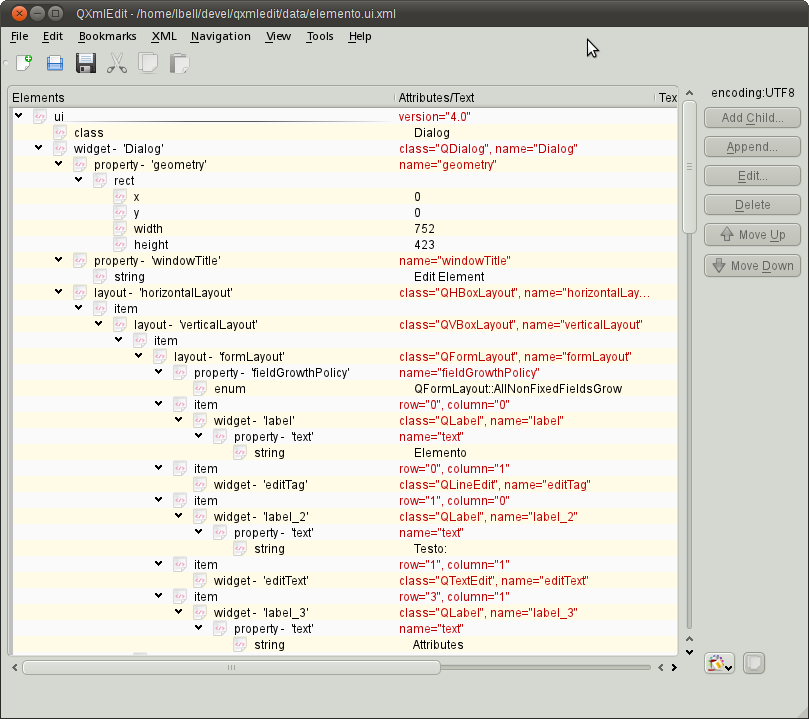 QXmlEdit - /home/lbell/devel/qxmledit/data/elemento.ui.xml
File Edit Bookmarks XML Navigation View Tools Help
Elements Attributes/Text Tex
encoding:UTF8
ui version="4.0"
class Dialog
widget - 'Dialog' class="QDialog", name="Dialog"
property - 'geometry' name="geometry"
rect
x 0
y 0
width 752
height 423
property - 'windowTitle' name="windowTitle"
string Edit Element
layout - 'horizontalLayout' class="QHBoxLayout", name="horizontalLay...
item
layout - 'verticalLayout' class="QVBoxLayout", name="verticalLayout"
item
layout - 'formLayout' class="QFormLayout", name="formLayout"
property - 'fieldGrowthPolicy' name="fieldGrowthPolicy"
enum QFormLayout::AllNonFixedFieldsGrow
item row="0", column="0"
widget - 'label' class="QLabel", name="label"
property - 'text' name="text"
string Elemento
item row="0", column="1"
widget - 'editTag' class="QLineEdit", name="editTag"
item row="1", column="0"
widget - 'label_2' class="QLabel", name="label_2"
property - 'text' name="text"
string Testo:
item row="1", column="1"
widget - 'editText' class="QTextEdit", name="editText"
item row="3", column="1"
widget - 'label_3' class="QLabel", name="label_3"
property - 'text' name="text"
string Attributes
Add Child...
Append...
Edit...
Delete
Move Up
Move Down